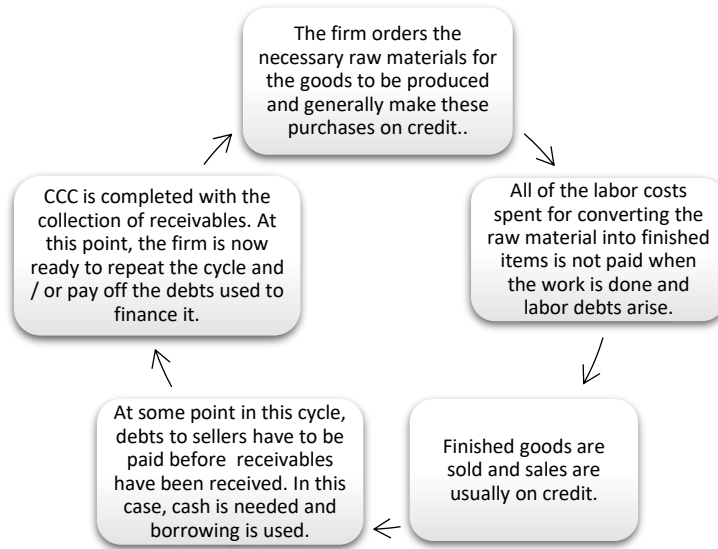 The firm orders the
necessary raw materials for
the goods to be produced
and generally make these
purchases on credit..
All of the labor costs
spent for converting the
raw material into finished
items is not paid when
the work is done and
labor debts arise.
Finished goods are
sold and sales are
usually on credit.
At some point in this cycle,
debts to sellers have to be
paid before receivables
have been received. In this
case, cash is needed and
borrowing is used.
CCC is completed with the
collection of receivables. At
this point, the firm is now
ready to repeat the cycle and
/ or pay off the debts used to
finance it.